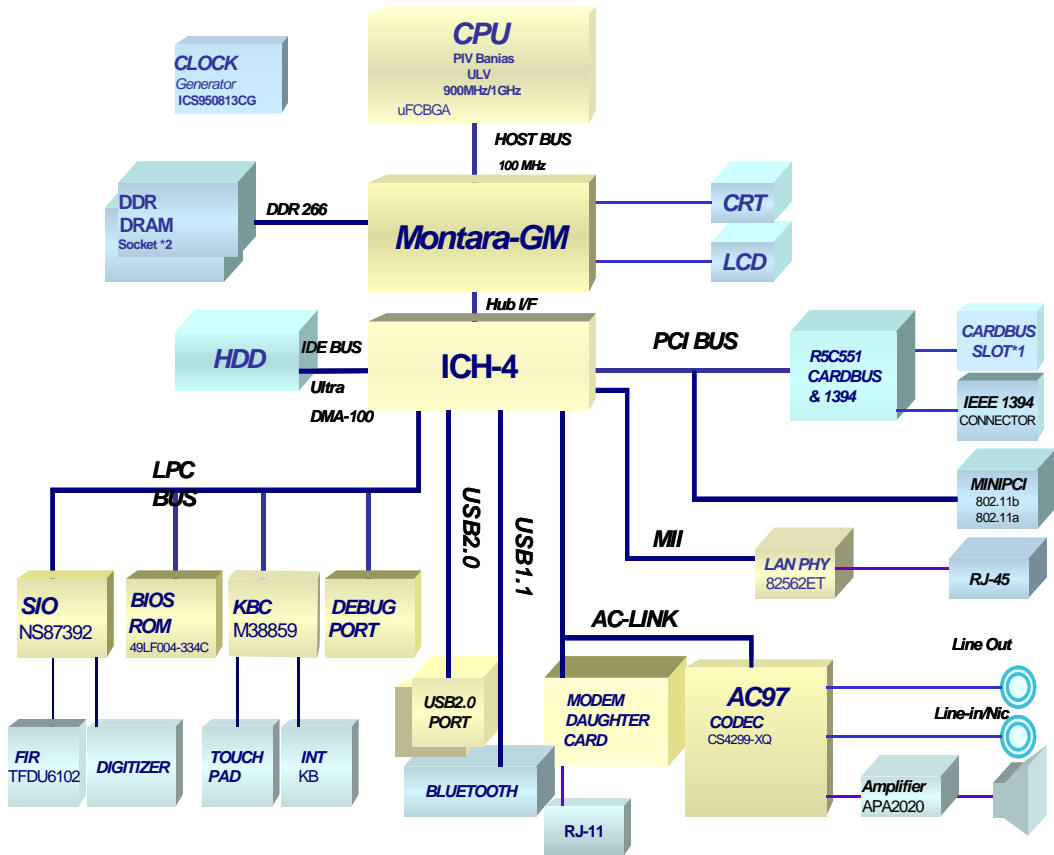 CPU
PIV Banias
ULV
900MHz/1GHz
uFCBGA
CLOCK
Generator
ICS950813CG
HOST BUS
100 MHz
DDR
DRAM
Socket *2
DDR 266
Montara-GM
CRT
LCD
Hub I/F
HDD
IDE BUS
Ultra
DMA-100
ICH-4
PCI BUS
R5C551
CARDBUS
& 1394
CARDBUS
SLOT*1
IEEE 1394
CONNECTOR
MINIPCI
802.11b
802.11a
LPC
BUS
USB2.0
USB1.1
MII
LAN PHY
82562ET
RJ-45
SIO
NS87392
BIOS
ROM
49LF004-334C
KBC
M38859
DEBUG
PORT
AC-LINK
Line Out
USB2.0
PORT
MODEM
DAUGHTER
CARD
AC97
CODEC
CS4299-XQ
Line-in/Nic
FIR
TFDU6102
DIGITIZER
TOUCH
PAD
INT
KB
BLUETOOTH
RJ-11
Amplifier
APA2020